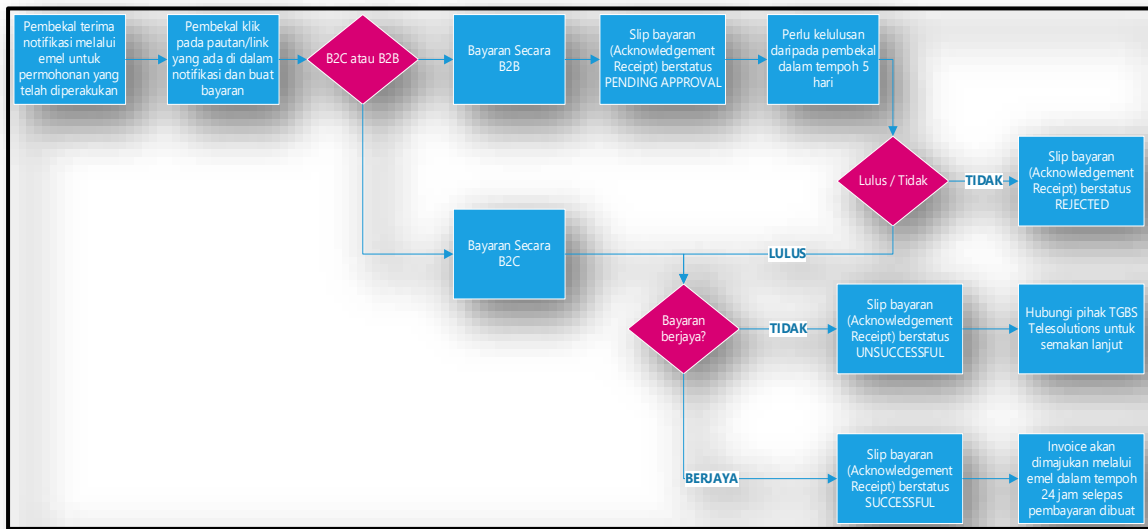 Pembekal terima
notifikasi melalui
emel untuk
permohonan yang
telah diperakukan
Pembekal klik
pada pautan/link
yang ada di dalam
notifikasi dan buat
bayaran
B2C atau B2B
Bayaran Secara
B2B
Slip bayaran
(Acknowledgement
Receipt) berstatus
PENDING APPROVAL
Perlu kelulusan
daripada pembekal
dalam tempoh 5
hari
Lulus / Tidak
TIDAK
Slip bayaran
(Acknowledgement
Receipt) berstatus
REJECTED
Bayaran Secara
B2C
LULUS
Bayaran
berjaya?
TIDAK
Slip bayaran
(Acknowledgement
Receipt) berstatus
UNSUCCESSFUL
Hubungi pihak TGBS
Telesolutions untuk
semakan lanjut
BERJAYA
Slip bayaran
(Acknowledgement
Receipt) berstatus
SUCCESSFUL
Invoice akan
dimajukan melalui
emel dalam tempoh
24 jam selepas
pembayaran dibuat